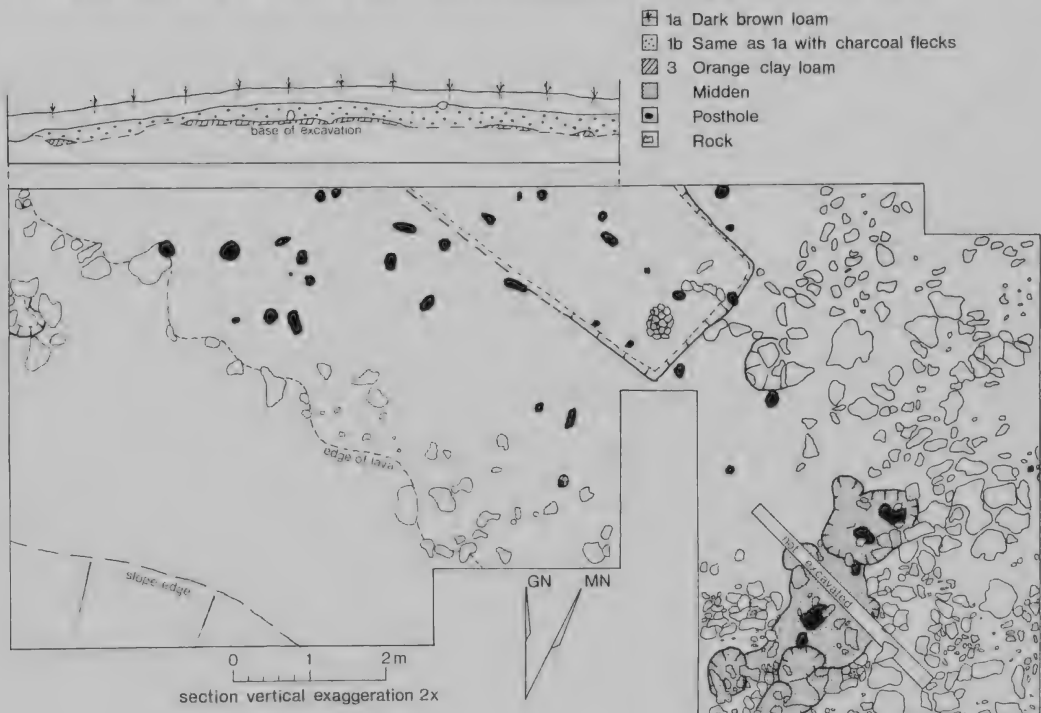 1a Dark brown loam
1b Same as 1a with charcoal flecks
3 Orange clay loam
Midden
Posthole
Rock
base of excavation
edge of lava
slope edge
not excavated
GN MN
0 1 2m
section vertical exaggeration 2x